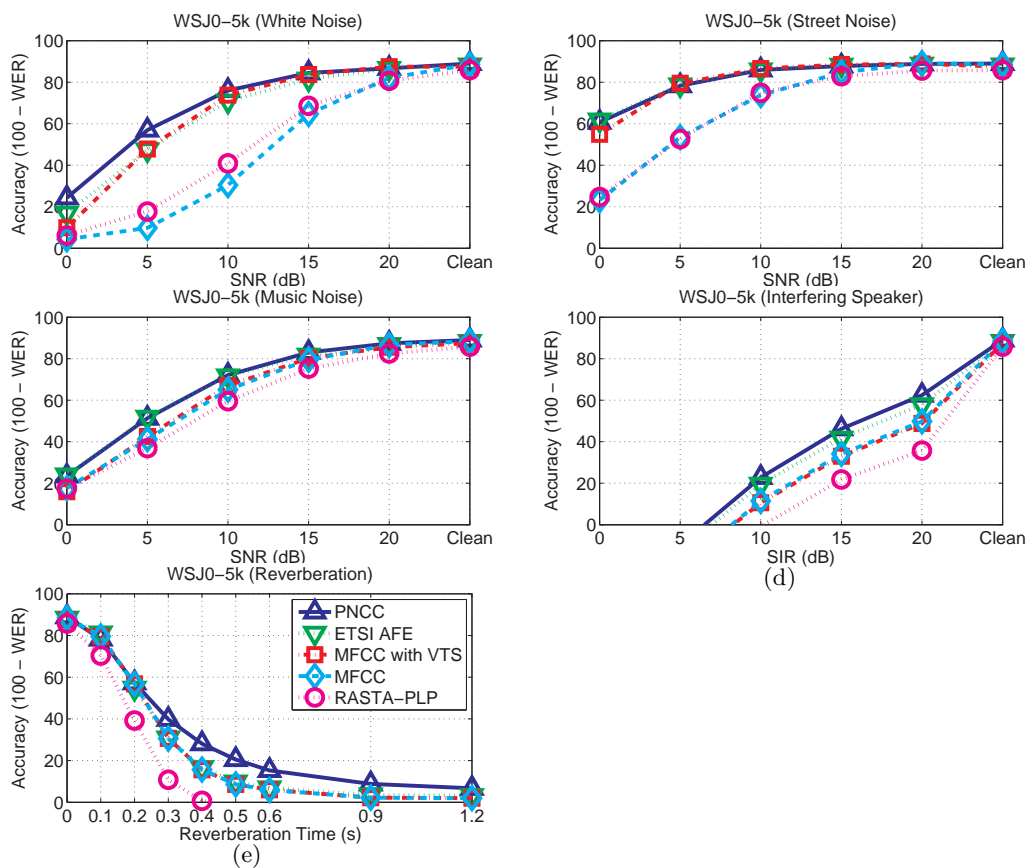 WSJ0−5k (White Noise)
100
80
60
40
20
0
Accuracy (100 − WER)
0 5 10 15 20 Clean
SNR (dB)
WSJ0−5k (Street Noise)
100
80
60
40
20
0
Accuracy (100 − WER)
0 5 10 15 20 Clean
SNR (dB)
WSJ0−5k (Music Noise)
100
80
60
40
20
0
Accuracy (100 − WER)
0 5 10 15 20 Clean
SNR (dB)
WSJ0−5k (Interfering Speaker)
100
80
60
40
20
0
Accuracy (100 − WER)
0 5 10 15 20 Clean
SIR (dB)
(d)
WSJ0−5k (Reverberation)
100
80
60
40
20
0
Accuracy (100 − WER)
PNCC
ETSI AFE
MFCC with VTS
MFCC
RASTA−PLP
0 0.1 0.2 0.3 0.4 0.5 0.6 0.9 1.2
Reverberation Time (s)
(e)